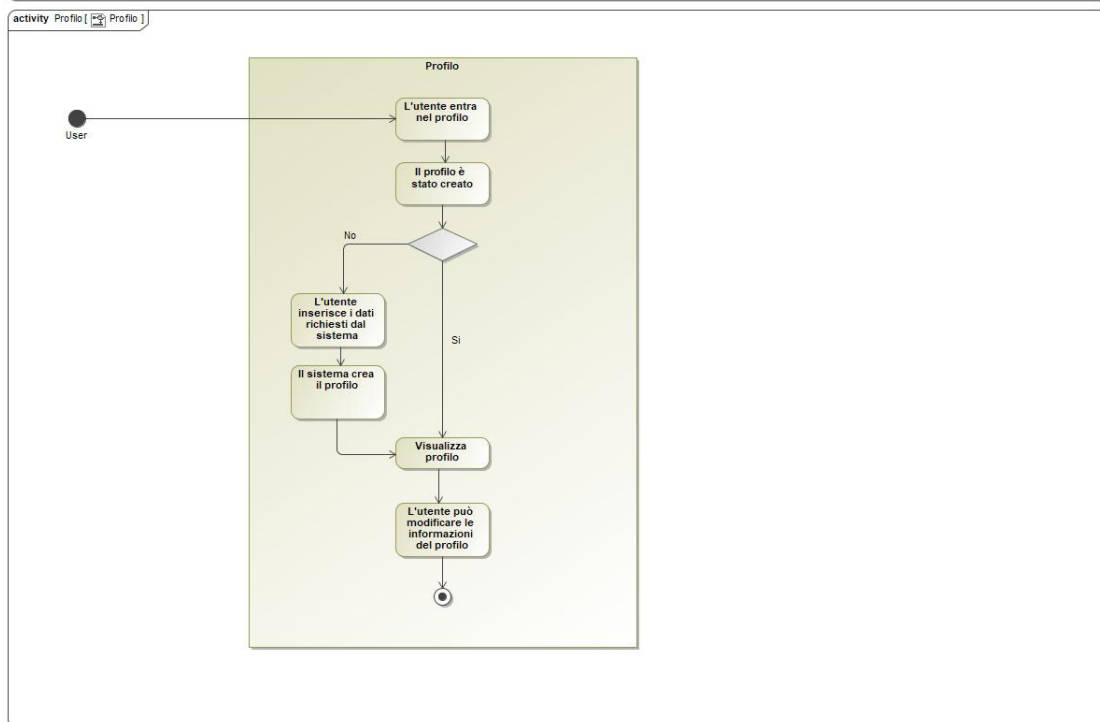 activity Profilo [ Profilo ]
Profilo
User
L'utente entra
nel profilo
Il profilo è
stato creato
No
L'utente
inserisce i dati
richiesti dal
sistema
Si
Il sistema crea
il profilo
Visualizza
profilo
L'utente può
modificare le
informazioni
del profilo